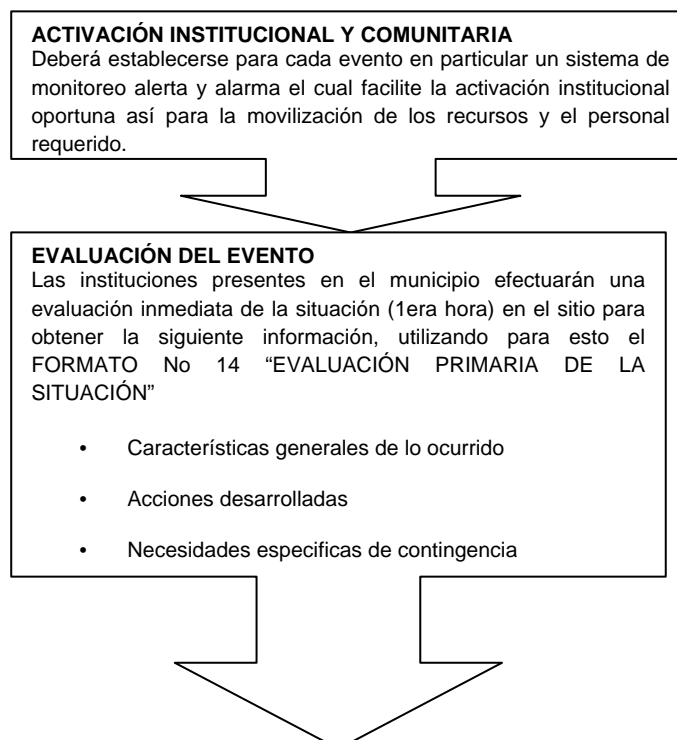 ACTIVACIÓN INSTITUCIONAL Y COMUNITARIA
Deberá establecerse para cada evento en particular un sistema de
monitoreo alerta y alarma el cual facilite la activación institucional
oportuna así para la movilización de los recursos y el personal
requerido.
EVALUACIÓN DEL EVENTO
Las instituciones presentes en el municipio efectuarán una
evaluación inmediata de la situación (1era hora) en el sitio para
obtener la siguiente información, utilizando para esto el
FORMATO No 14 “EVALUACIÓN PRIMARIA DE LA
SITUACIÓN”
• Características generales de lo ocurrido
• Acciones desarrolladas
• Necesidades especificas de contingencia